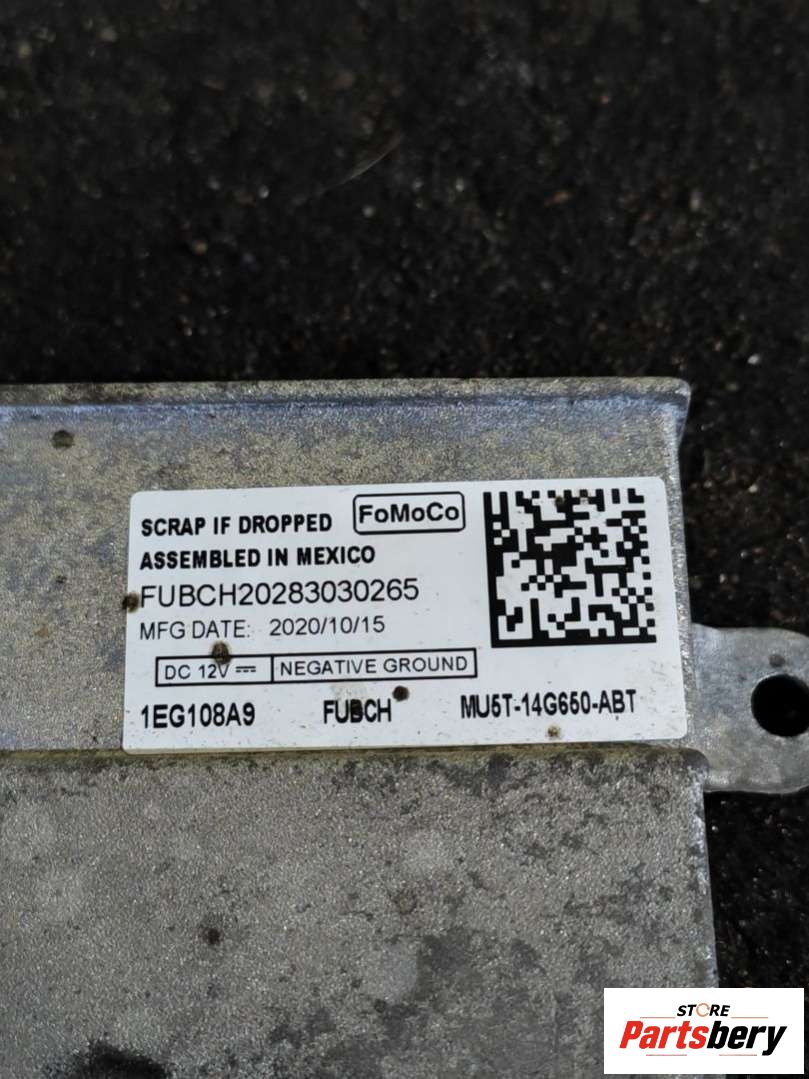 SCRAP IF DROPPED FoMoCo
ASSEMBLED IN MEXICO
FUBCH20283030265
MFG DATE: 2020/10/15
DC 12V ⎓ NEGATIVE GROUND
1EG108A9 FUBCH MU5T-14G650-ABT
STORE
Partsbery